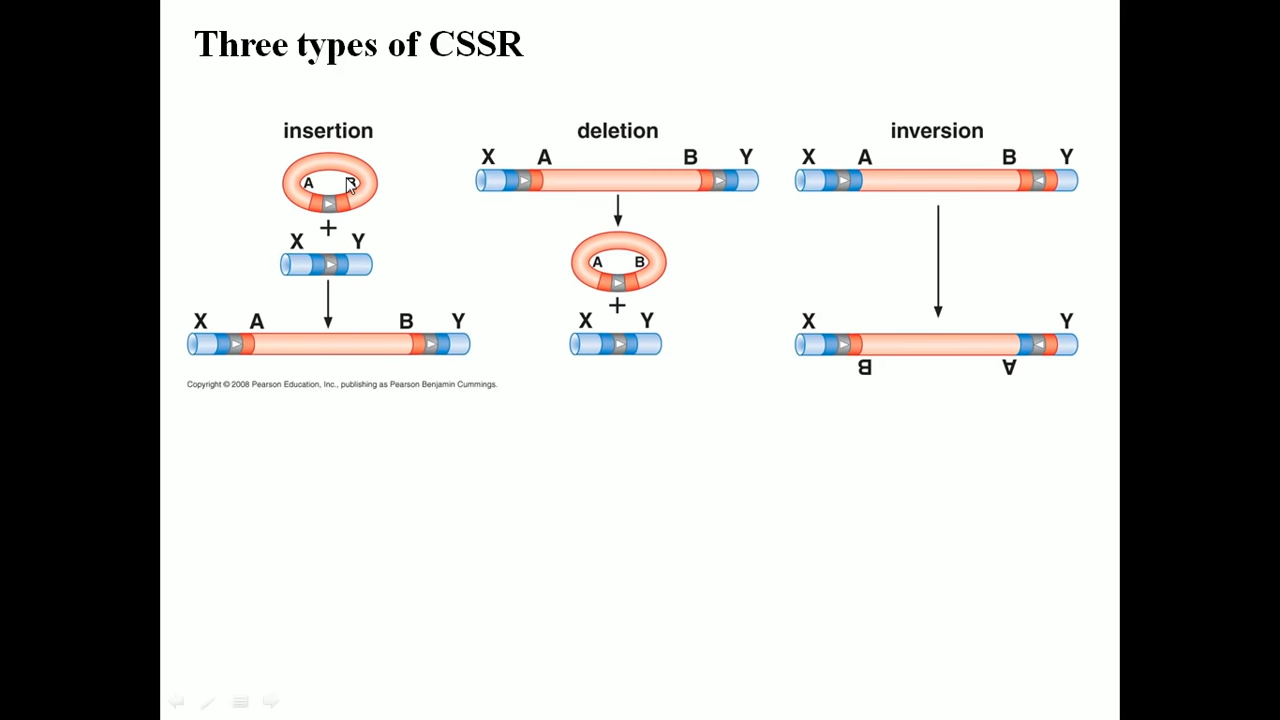 Three types of CSSR
insertion
A B
+
X Y
X A B Y
Copyright © 2008 Pearson Education, Inc., publishing as Pearson Benjamin Cummings.
deletion
X A B Y
A B
+
X Y
inversion
X A B Y
X Y
B A